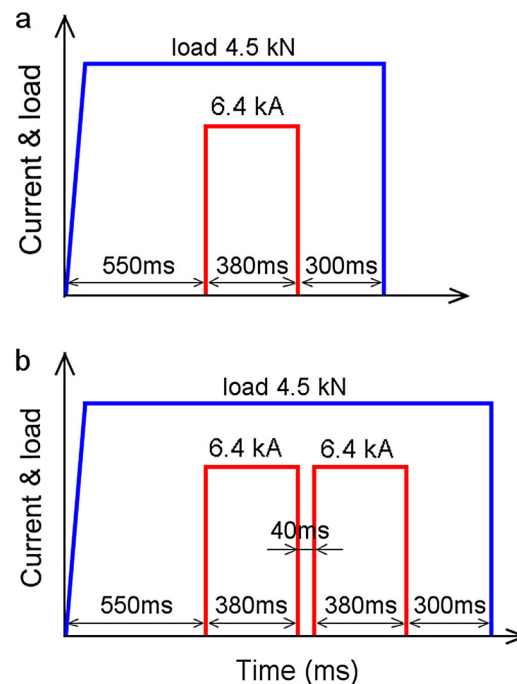 a
load 4.5 kN
6.4 kA
Current & load
550ms
380ms
300ms
b
load 4.5 kN
6.4 kA
6.4 kA
Current & load
40ms
550ms
380ms
380ms
300ms
Time (ms)